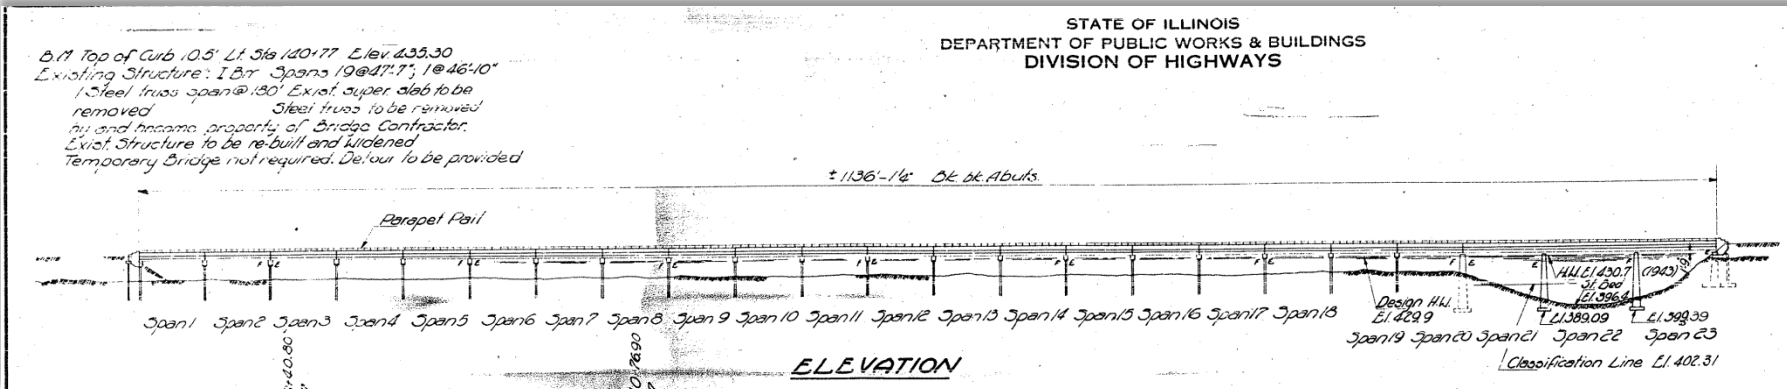 STATE OF ILLINOIS
DEPARTMENT OF PUBLIC WORKS & BUILDINGS
DIVISION OF HIGHWAYS
B.M. Top of Curb 10.5' Lt. Sta 140+77 Elev. 435.30
Existing Structure: I Bm Spans 19@47'-7"; 1@46'-10"
1 Steel truss span@180' Exist. super. slab to be
removed Steel truss to be removed
by and become property of Bridge Contractor.
Exist. Structure to be re-built and Widened
Temporary Bridge not required. Detour to be provided
± 1136'-1¼" Bk. bk. Abuts.
Parapet Rail
F E F E F E F E F E F E F E
H.W. El. 430.7 (1943)
St. Bed
El. 396.4
Design H.W.
El. 429.9
El. 389.09 El. 399.39
Span 1 Span 2 Span 3 Span 4 Span 5 Span 6 Span 7 Span 8 Span 9 Span 10 Span 11 Span 12 Span 13 Span 14 Span 15 Span 16 Span 17 Span 18
Span 19 Span 20 Span 21 Span 22 Span 23
Classification Line El. 402.31
ELEVATION
+40.80
76.90